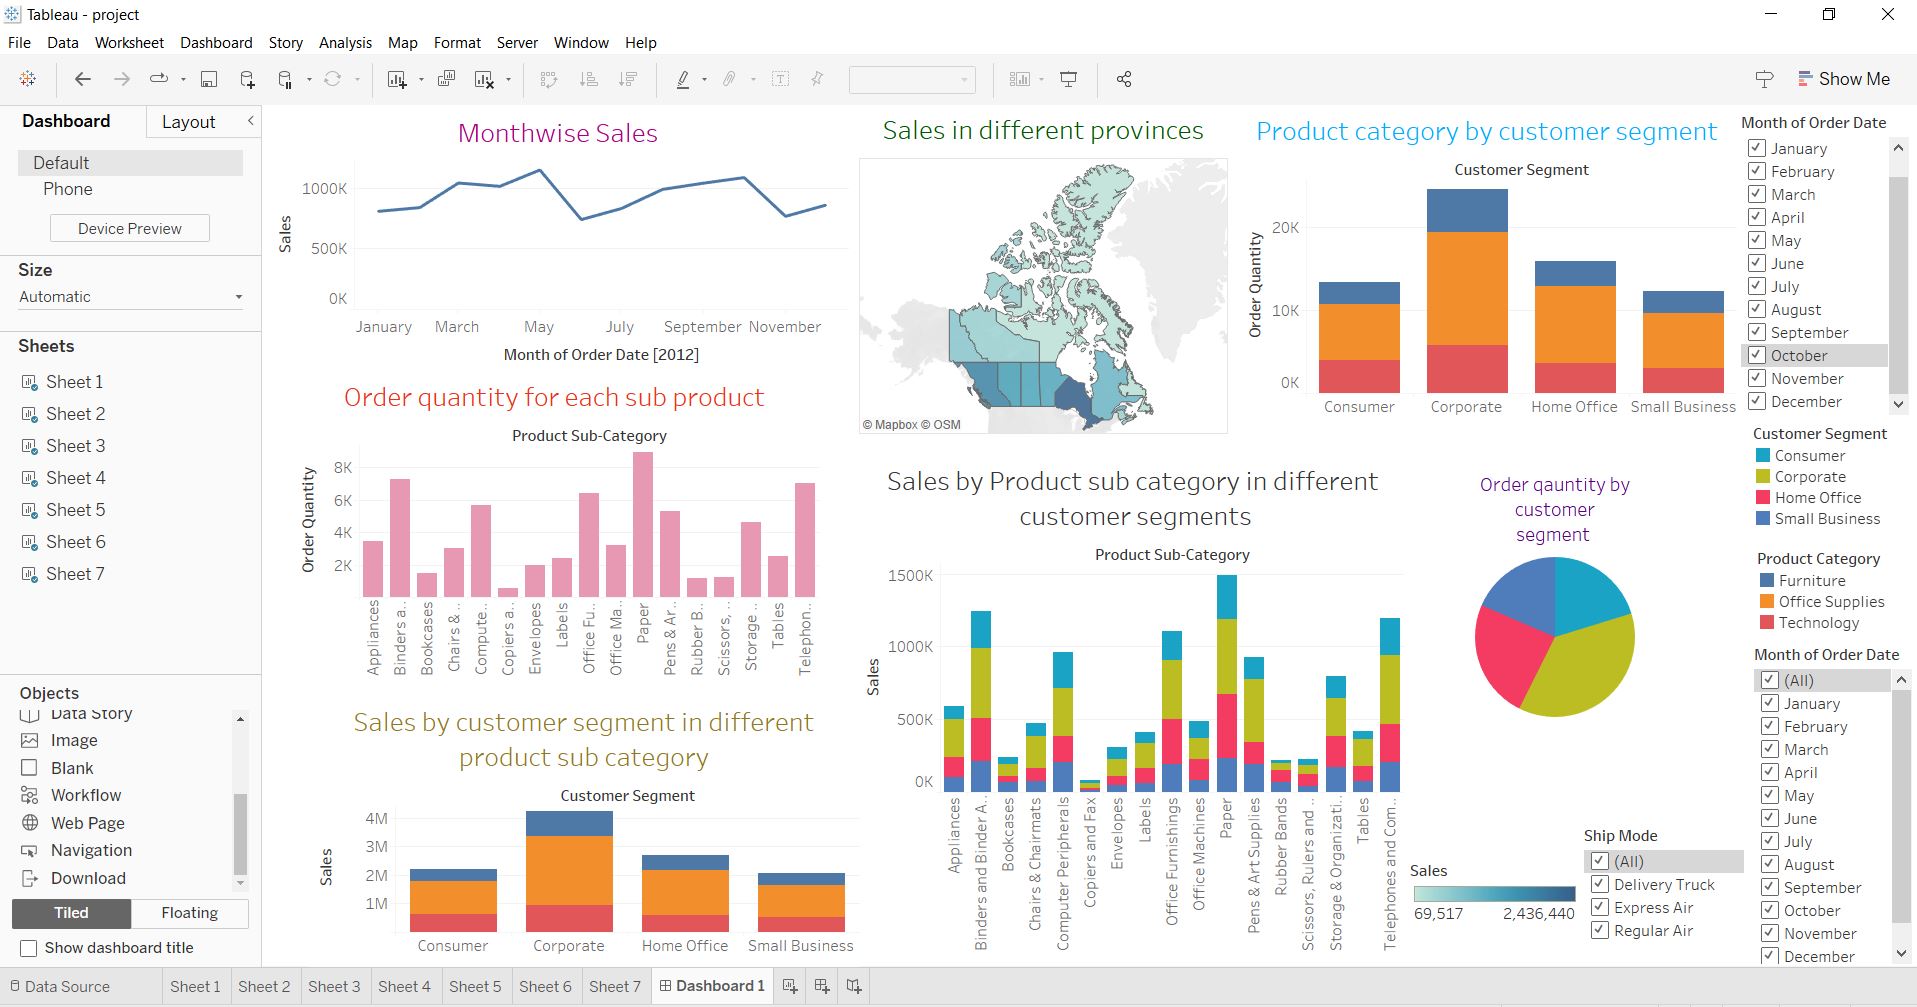 Tableau - project
File Data Worksheet Dashboard Story Analysis Map Format Server Window Help
Show Me
Dashboard
Layout
Default
Phone
Device Preview
Size
Automatic
Sheets
Sheet 1
Sheet 2
Sheet 3
Sheet 4
Sheet 5
Sheet 6
Sheet 7
Objects
Data Story
Image
Blank
Workflow
Web Page
Navigation
Download
Tiled
Floating
Show dashboard title
Monthwise Sales
Sales
1000K
500K
0K
January March May July September November
Month of Order Date [2012]
Order quantity for each sub product
Product Sub-Category
Order Quantity
8K
6K
4K
2K
Appliances
Binders a..
Bookcases
Chairs & ..
Compute..
Copiers a..
Envelopes
Labels
Office Fu..
Office Ma..
Paper
Pens & Ar..
Rubber B..
Scissors, ..
Storage ..
Tables
Telephon..
Sales by customer segment in different
product sub category
Customer Segment
Sales
4M
3M
2M
1M
Consumer Corporate Home Office Small Business
Sales in different provinces
© Mapbox © OSM
Product category by customer segment
Customer Segment
Order Quantity
20K
10K
0K
Consumer Corporate Home Office Small Business
Sales by Product sub category in different
customer segments
Product Sub-Category
Sales
1500K
1000K
500K
0K
Appliances
Binders and Binder A..
Bookcases
Chairs & Chairmats
Computer Peripherals
Copiers and Fax
Envelopes
Labels
Office Furnishings
Office Machines
Paper
Pens & Art Supplies
Rubber Bands
Scissors, Rulers and ..
Storage & Organizati..
Tables
Telephones and Com..
Order qauntity by
customer
segment
Sales
69,517 2,436,440
Ship Mode
(All)
Delivery Truck
Express Air
Regular Air
Month of Order Date
January
February
March
April
May
June
July
August
September
October
November
December
Customer Segment
Consumer
Corporate
Home Office
Small Business
Product Category
Furniture
Office Supplies
Technology
Month of Order Date
(All)
January
February
March
April
May
June
July
August
September
October
November
December
Data Source Sheet 1 Sheet 2 Sheet 3 Sheet 4 Sheet 5 Sheet 6 Sheet 7 Dashboard 1